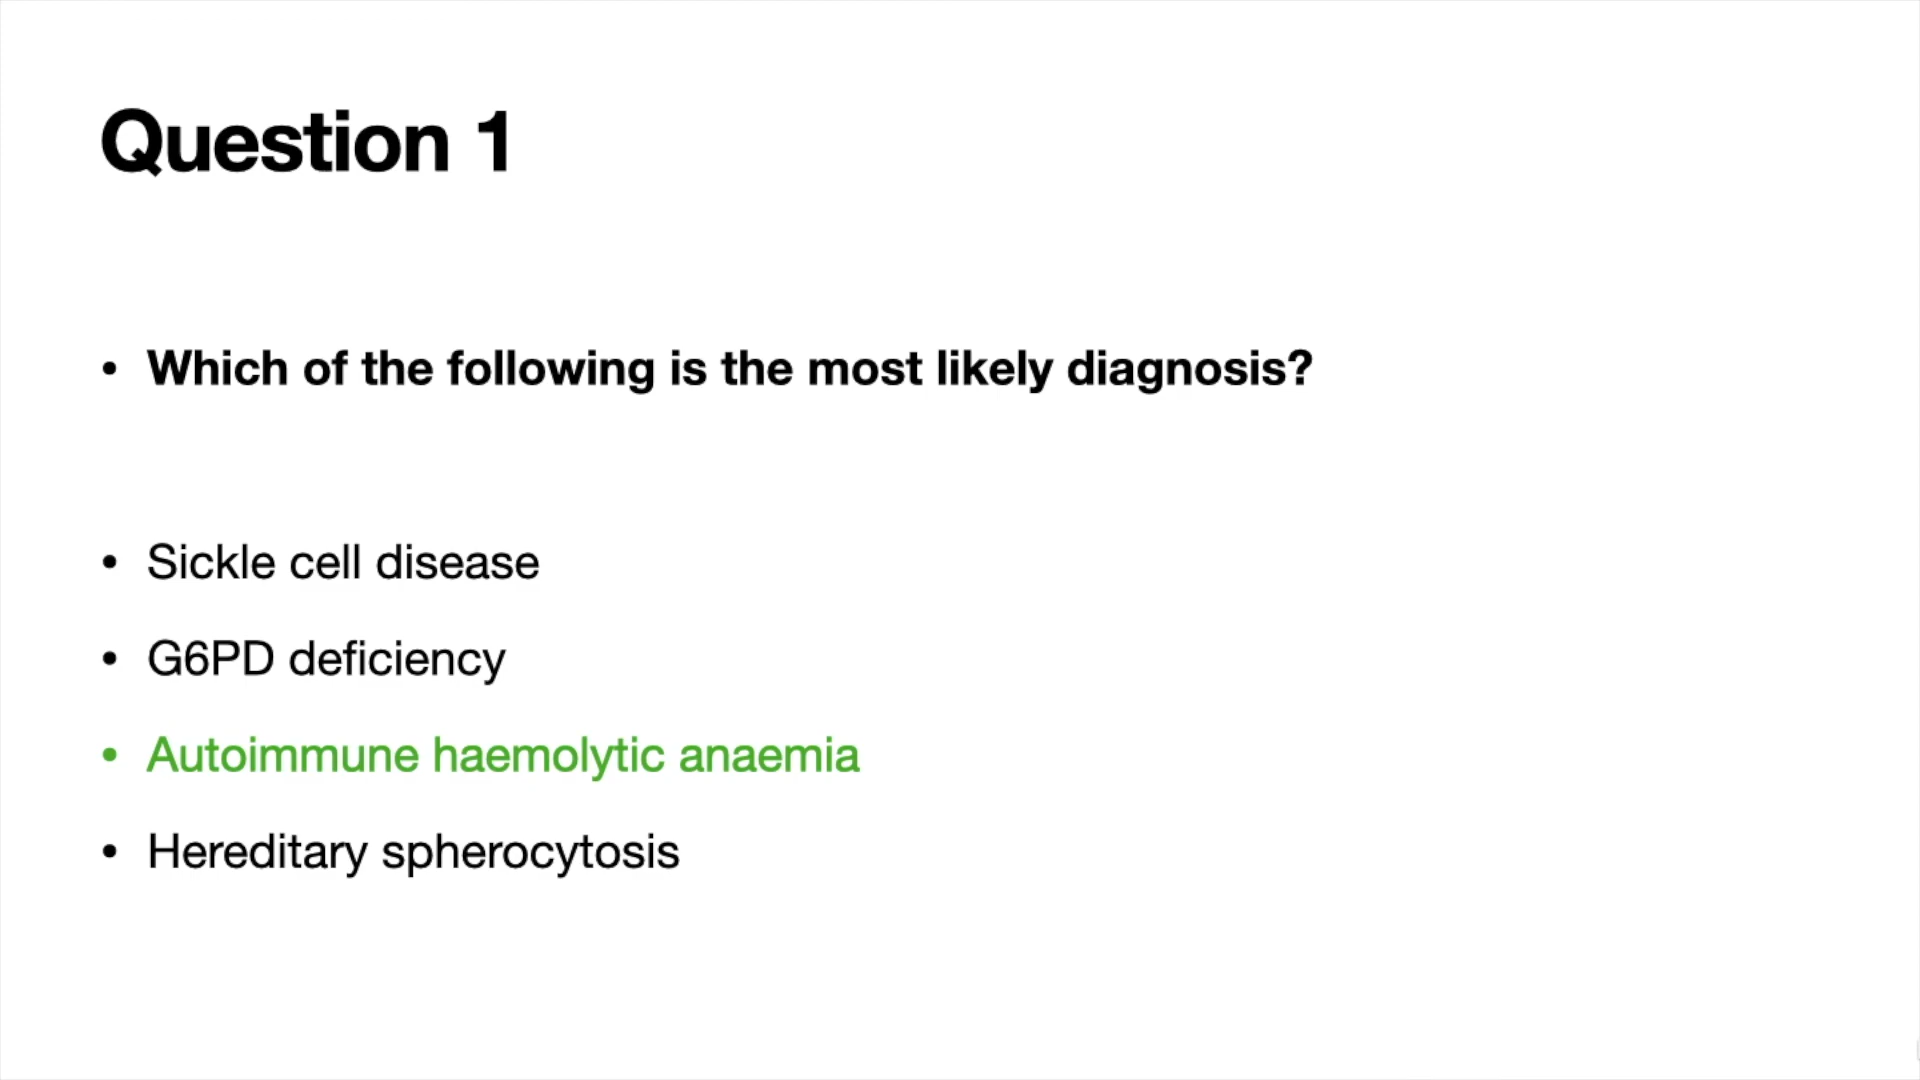 Question 1
• Which of the following is the most likely diagnosis?
• Sickle cell disease
• G6PD deficiency
• Autoimmune haemolytic anaemia
• Hereditary spherocytosis